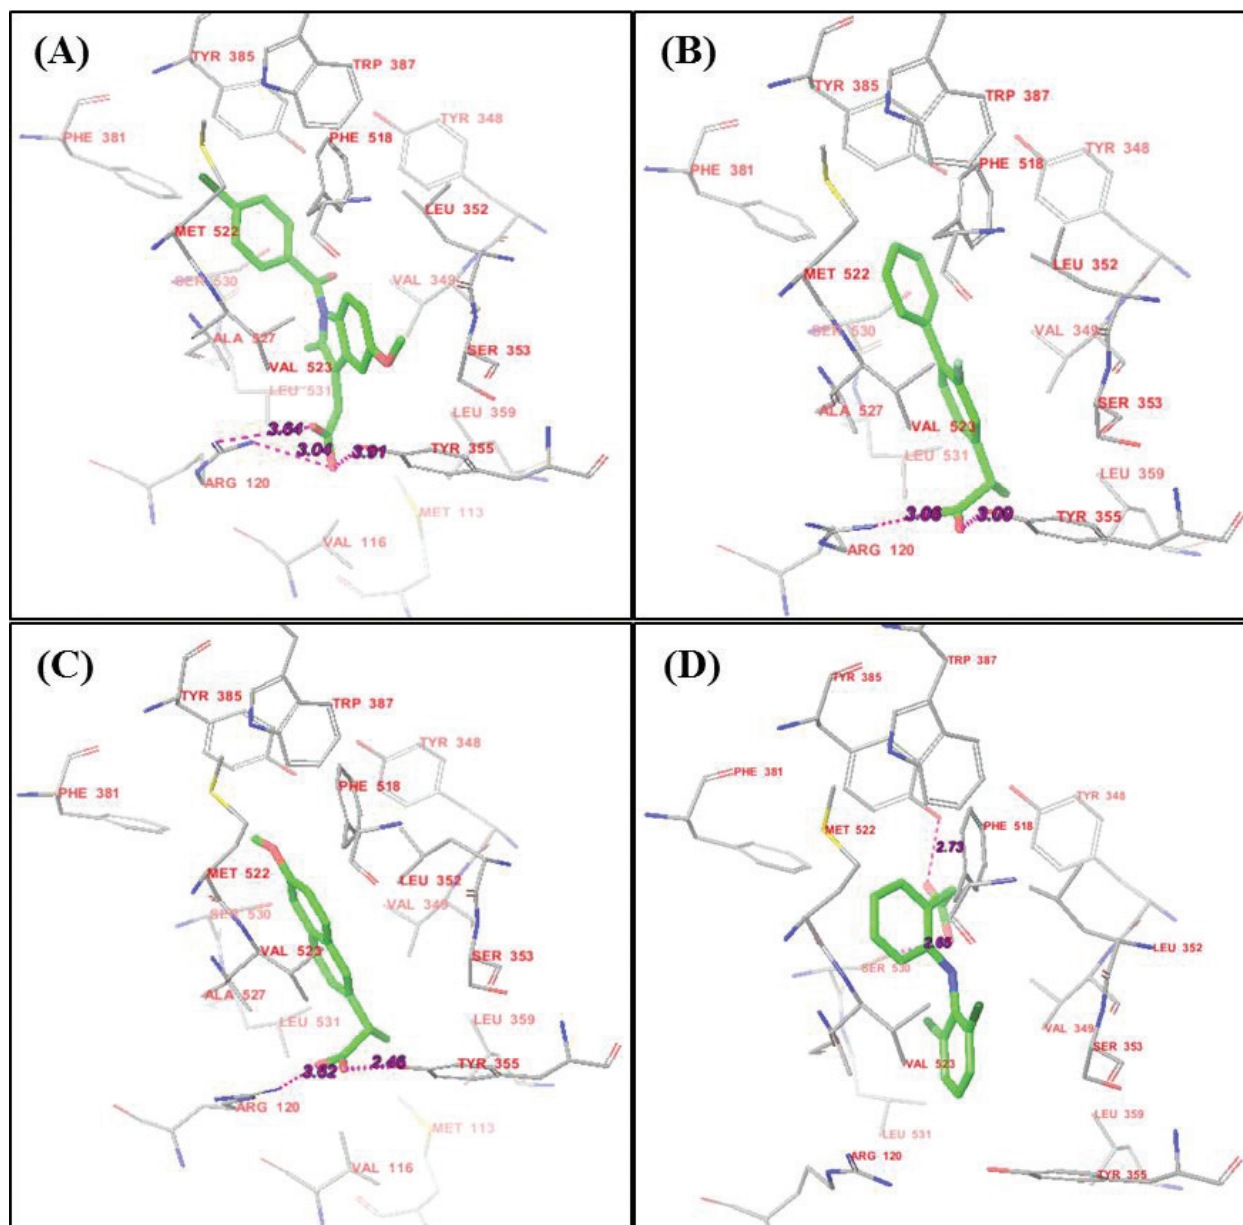 (A)
TYR 385
TRP 387
PHE 381
PHE 518
TYR 348
LEU 352
MET 522
SER 530
VAL 349
ALA 527
VAL 523
SER 353
LEU 531
LEU 359
3.64
3.04
3.91
TYR 355
ARG 120
MET 113
VAL 116
(B)
TYR 385
TRP 387
PHE 381
PHE 518
TYR 348
MET 522
LEU 352
SER 530
VAL 349
ALA 527
VAL 523
SER 353
LEU 531
LEU 359
3.06
3.09
TYR 355
ARG 120
(C)
TYR 385
TRP 387
PHE 381
TYR 348
PHE 518
MET 522
LEU 352
SER 530
VAL 349
VAL 523
SER 353
ALA 527
LEU 531
LEU 359
3.62
2.46
TYR 355
ARG 120
MET 113
VAL 116
(D)
TRP 387
TYR 385
PHE 381
TYR 348
MET 522
PHE 518
2.73
2.65
LEU 352
SER 530
VAL 349
SER 353
VAL 523
LEU 359
LEU 531
ARG 120
TYR 355